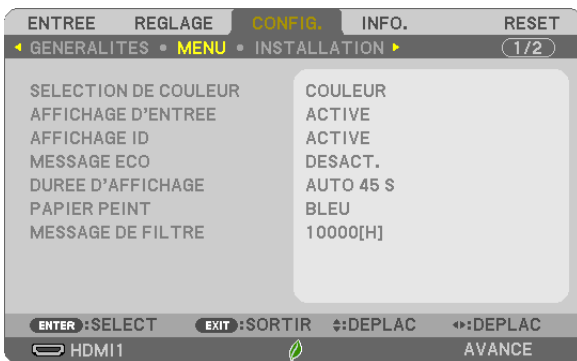 ENTREE REGLAGE CONFIG. INFO. RESET
GENERALITES MENU INSTALLATION 1/2
SELECTION DE COULEUR COULEUR
AFFICHAGE D'ENTREE ACTIVE
AFFICHAGE ID ACTIVE
MESSAGE ECO DESACT.
DUREE D'AFFICHAGE AUTO 45 S
PAPIER PEINT BLEU
MESSAGE DE FILTRE 10000[H]
ENTER :SELECT EXIT :SORTIR :DEPLAC :DEPLAC
HDMI1 AVANCE